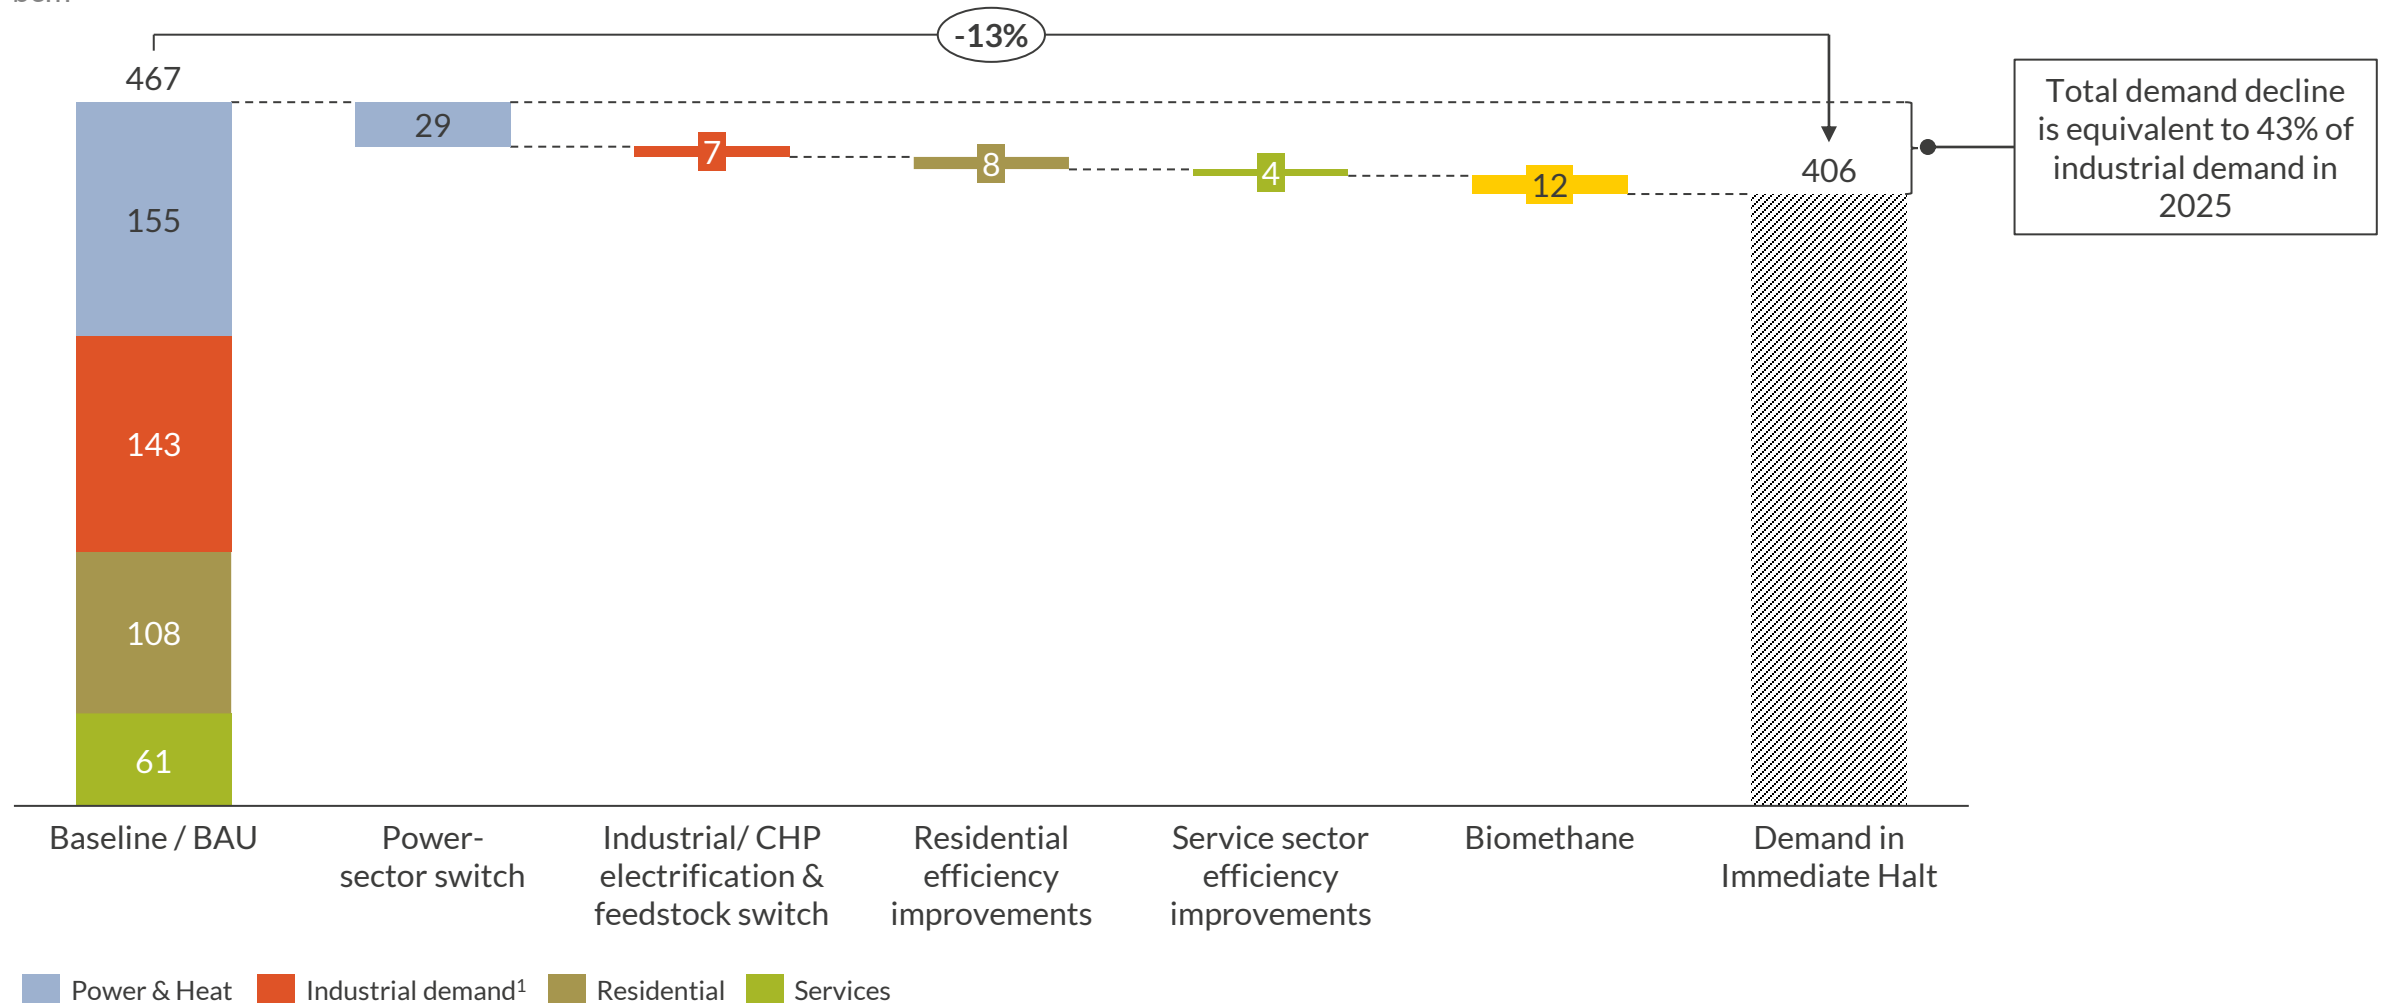 bcm
-13%
467
Total demand decline
is equivalent to 43% of
industrial demand in
2025
29
7
8
4
12
406
155
143
108
61
Baseline / BAU
Power-
sector switch
Industrial/ CHP
electrification &
feedstock switch
Residential
efficiency
improvements
Service sector
efficiency
improvements
Biomethane
Demand in
Immediate Halt
Power & Heat
Industrial demand¹
Residential
Services